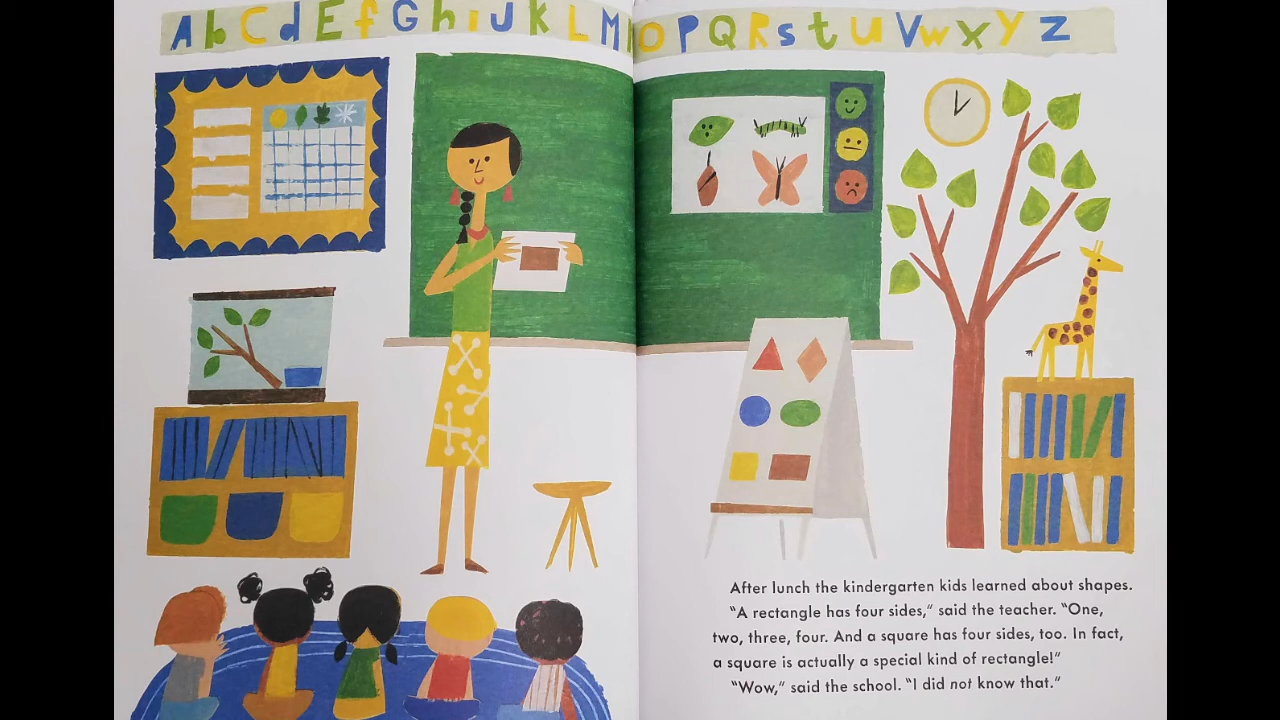 A b C d E f G h i J K L M N O P Q R s t U V w x Y z
After lunch the kindergarten kids learned about shapes.
"A rectangle has four sides," said the teacher. "One,
two, three, four. And a square has four sides, too. In fact,
a square is actually a special kind of rectangle!"
"Wow," said the school. "I did not know that."